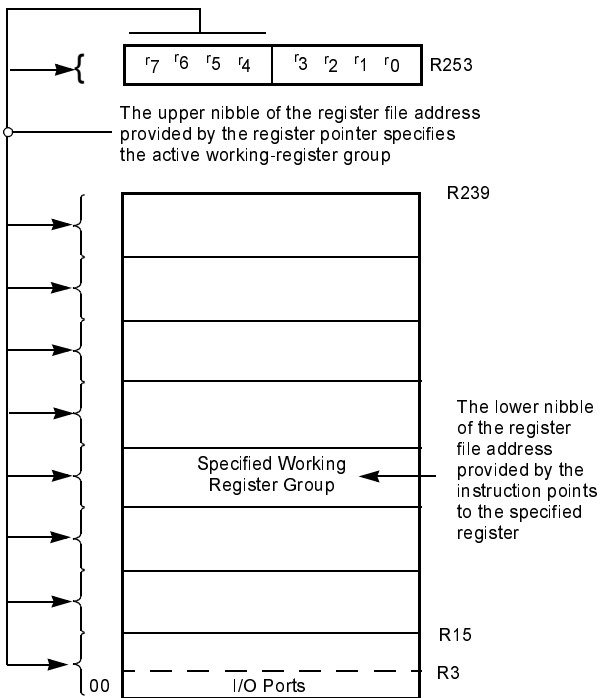 r7 r6 r5 r4 r3 r2 r1 r0 R253
The upper nibble of the register file address
provided by the register pointer specifies
the active working-register group
R239
The lower nibble
of the register
file address
provided by the
instruction points
to the specified
register
Specified Working
Register Group
R15
R3
00 I/O Ports